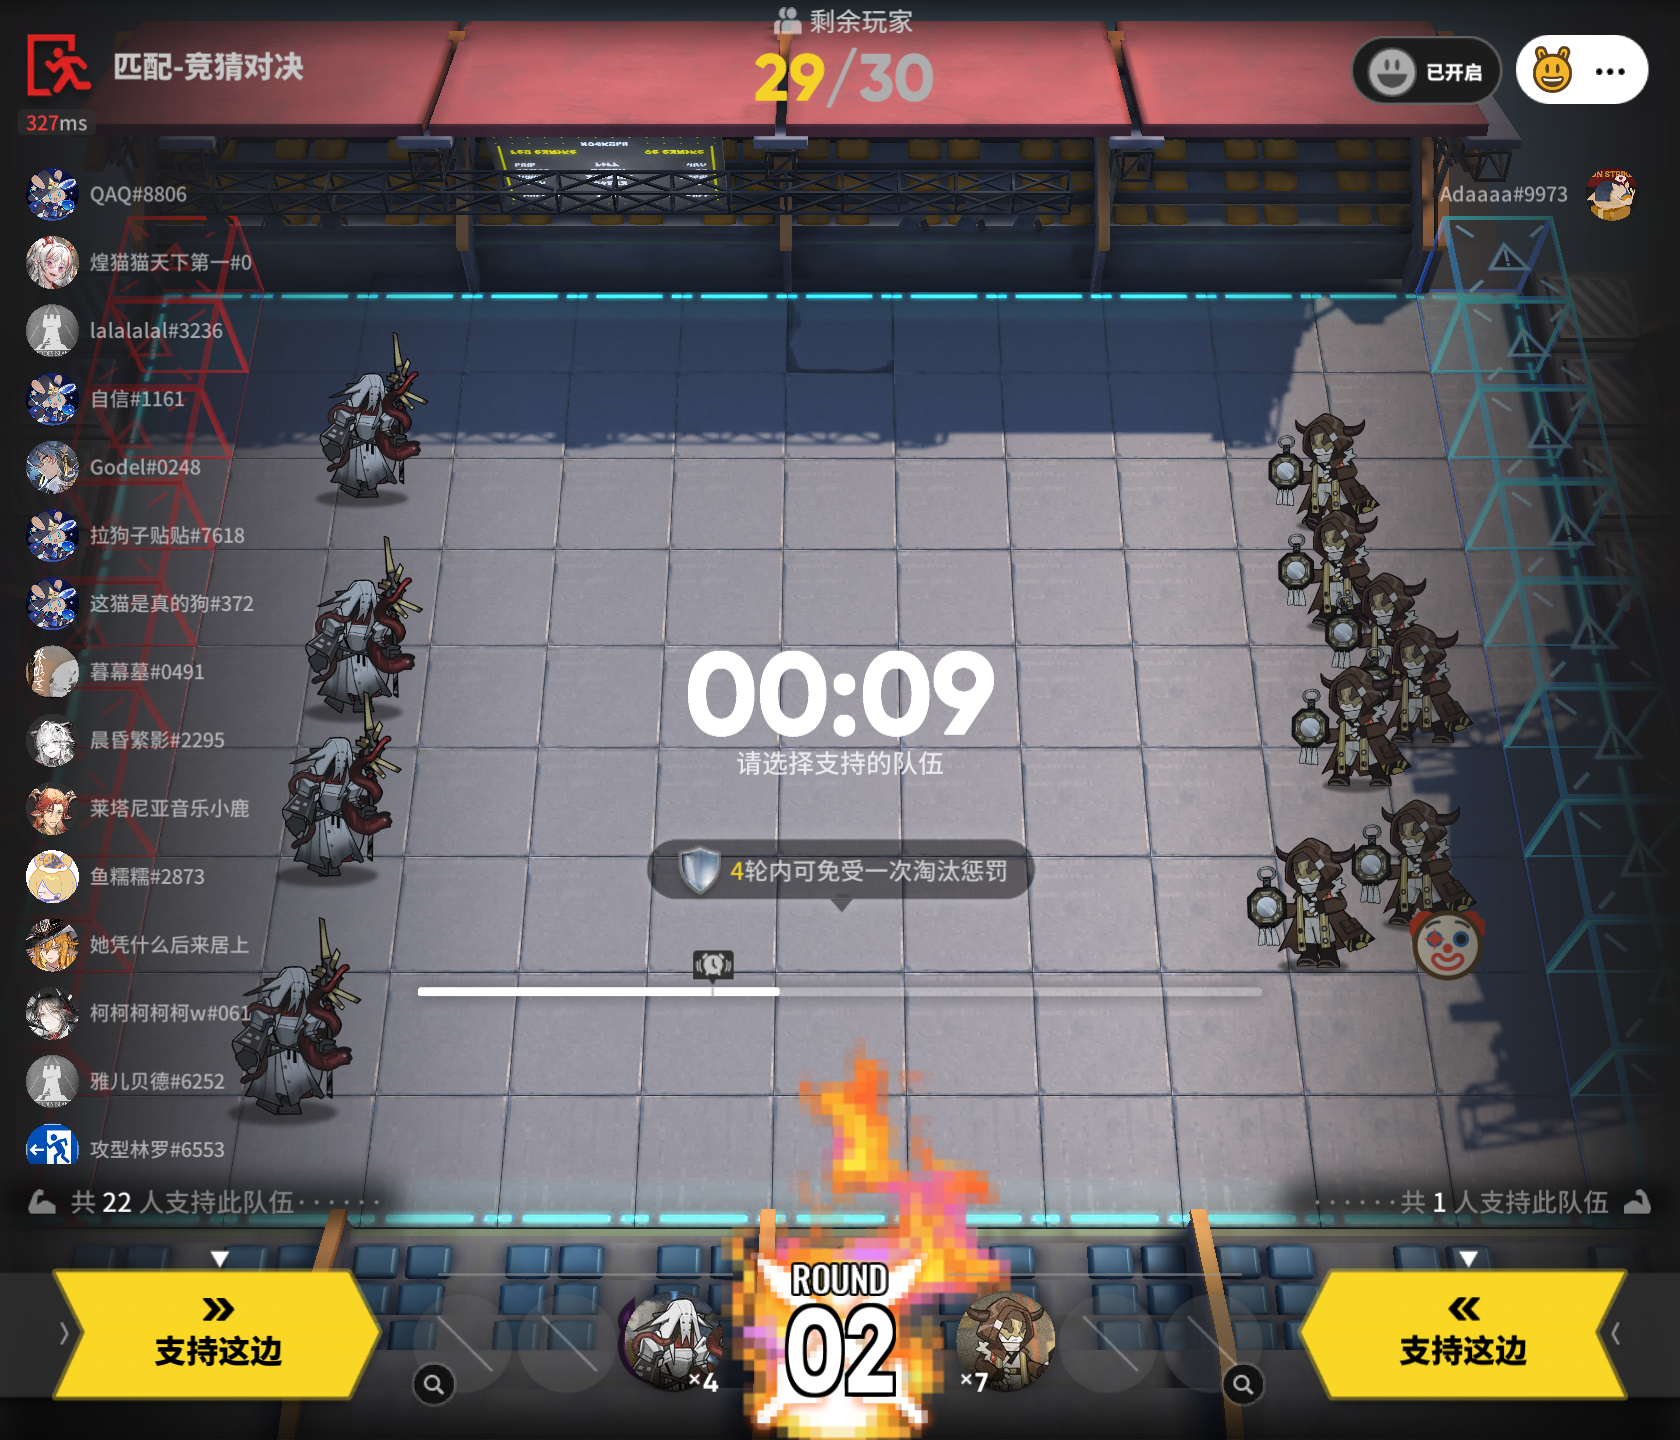 剩余玩家
匹配-竞猜对决
29/30
已开启
327ms
QAQ#8806
Adaaaa#9973
煌猫猫天下第一#0
lalalalal#3236
自信#1161
Godel#0248
拉狗子贴贴#7618
这猫是真的狗#372
暮幕墓#0491
00:09
晨昏繁影#2295
请选择支持的队伍
莱塔尼亚音乐小鹿
4轮内可免受一次淘汰惩罚
鱼糯糯#2873
她凭什么后来居上
柯柯柯柯柯w#061
雅儿贝德#6252
攻型林罗#6553
共 22 人支持此队伍······
······共 1 人支持此队伍
ROUND
02
支持这边
×4
×7
支持这边